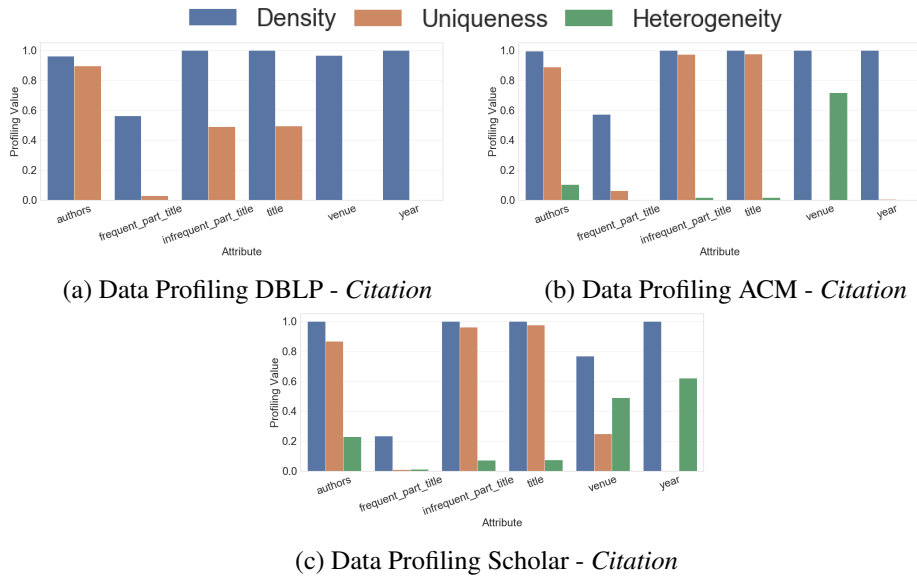 Density Uniqueness Heterogeneity
1.0
0.8
0.6
0.4
0.2
0.0
Profiling Value
authors
frequent_part_title
infrequent_part_title
title
venue
year
Attribute
(a) Data Profiling DBLP - Citation
1.0
0.8
0.6
0.4
0.2
0.0
Profiling Value
authors
frequent_part_title
infrequent_part_title
title
venue
year
Attribute
(b) Data Profiling ACM - Citation
1.0
0.8
0.6
0.4
0.2
0.0
Profiling Value
authors
frequent_part_title
infrequent_part_title
title
venue
year
Attribute
(c) Data Profiling Scholar - Citation